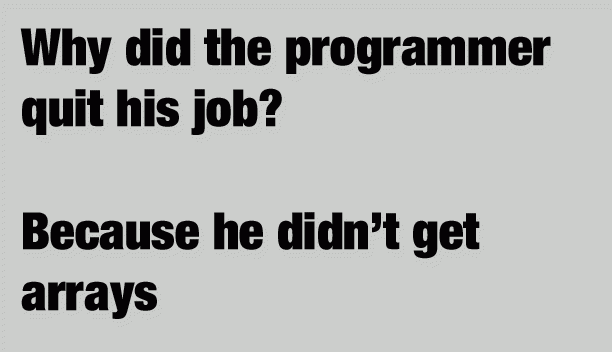 Why did the programmer
quit his job?
Because he didn’t get
arrays